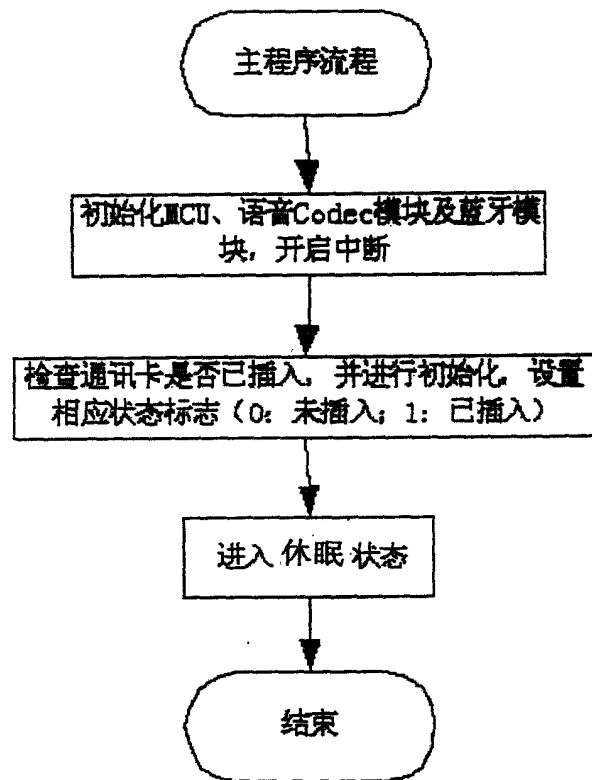 主程序流程
初始化MCU、语音Codec模块及蓝牙模
块，开启中断
检查通讯卡是否已插入，并进行初始化，设置
相应状态标志（0：未插入；1：已插入）
进入休眠状态
结束